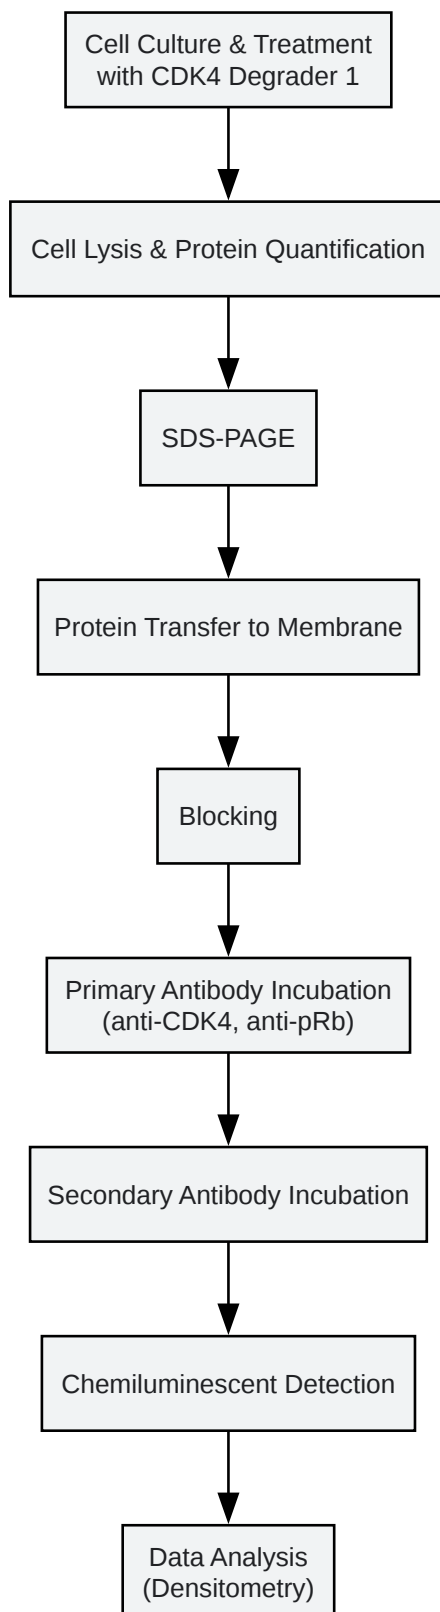 Cell Culture & Treatment
with CDK4 Degrader 1
Cell Lysis & Protein Quantification
SDS-PAGE
Protein Transfer to Membrane
Blocking
Primary Antibody Incubation
(anti-CDK4, anti-pRb)
Secondary Antibody Incubation
Chemiluminescent Detection
Data Analysis
(Densitometry)